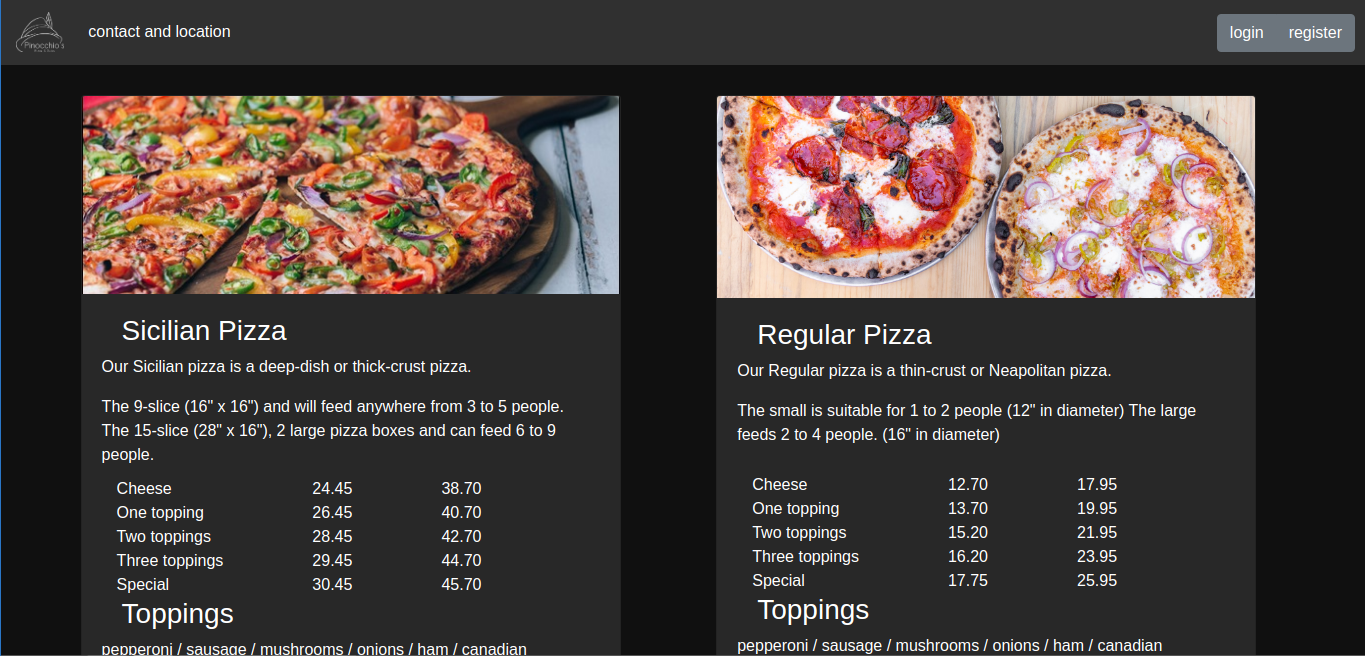 Pinocchio's
contact and location
login register
Sicilian Pizza
Our Sicilian pizza is a deep-dish or thick-crust pizza.
The 9-slice (16" x 16") and will feed anywhere from 3 to 5 people.
The 15-slice (28" x 16"), 2 large pizza boxes and can feed 6 to 9
people.
Cheese 24.45 38.70
One topping 26.45 40.70
Two toppings 28.45 42.70
Three toppings 29.45 44.70
Special 30.45 45.70
Toppings
pepperoni / sausage / mushrooms / onions / ham / canadian
Regular Pizza
Our Regular pizza is a thin-crust or Neapolitan pizza.
The small is suitable for 1 to 2 people (12" in diameter) The large
feeds 2 to 4 people. (16" in diameter)
Cheese 12.70 17.95
One topping 13.70 19.95
Two toppings 15.20 21.95
Three toppings 16.20 23.95
Special 17.75 25.95
Toppings
pepperoni / sausage / mushrooms / onions / ham / canadian